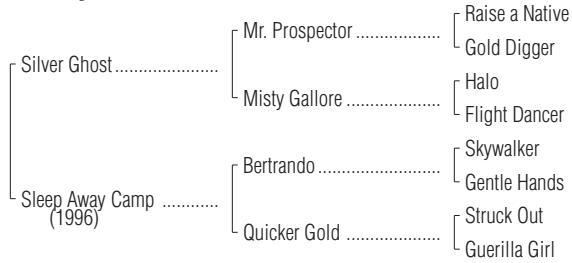 Raise a Native
Mr. Prospector ..................
Gold Digger
Silver Ghost .....................
Halo
Misty Gallore ...................
Flight Dancer
Skywalker
Bertrando .........................
Gentle Hands
Sleep Away Camp ............
(1996)
Struck Out
Quicker Gold ...................
Guerilla Girl